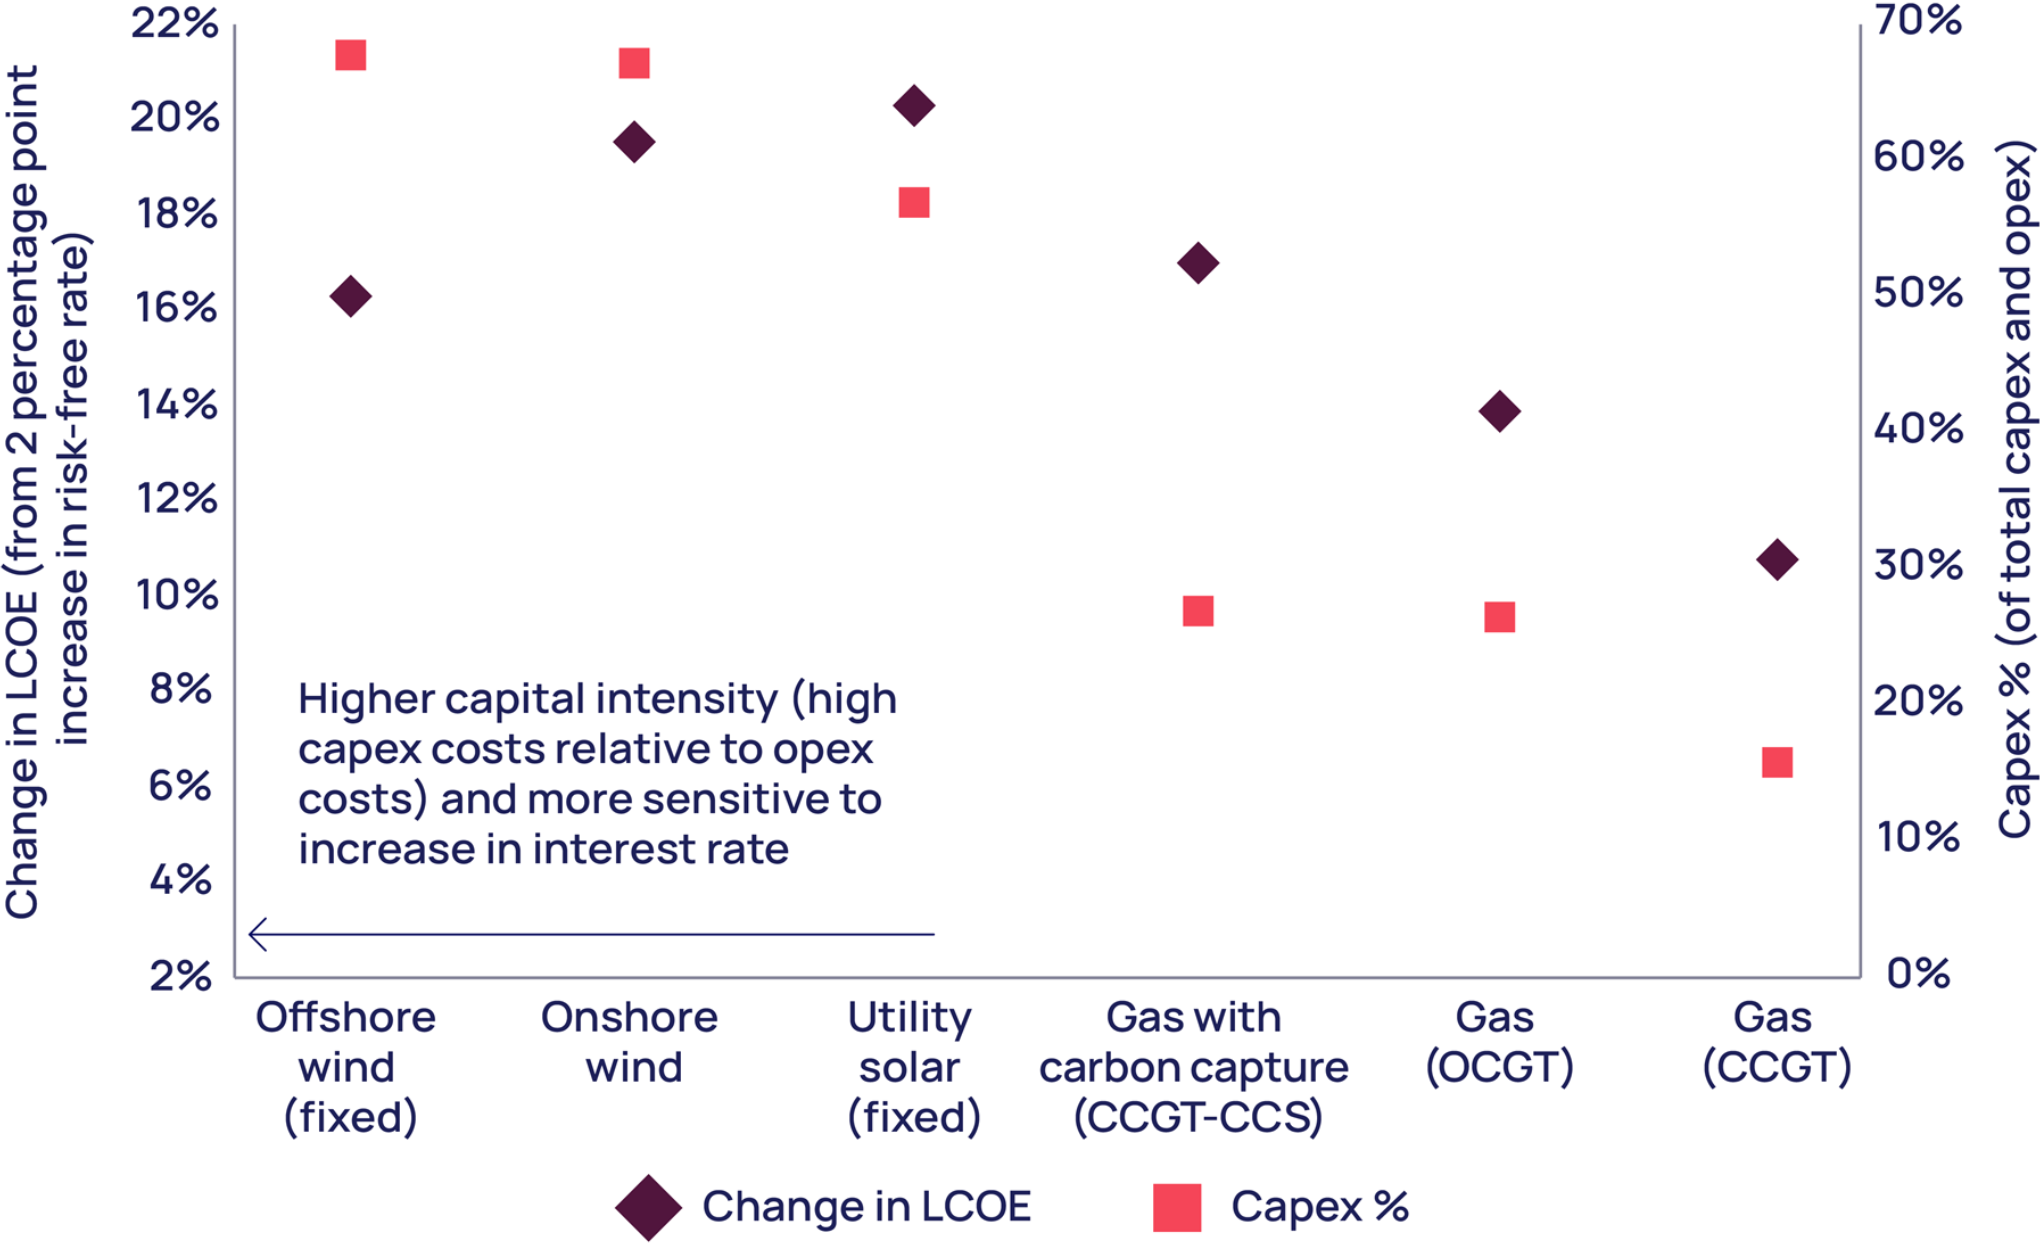 Change in LCOE (from 2 percentage point
increase in risk-free rate)
22%
20%
18%
16%
14%
12%
10%
8%
6%
4%
2%
Higher capital intensity (high
capex costs relative to opex
costs) and more sensitive to
increase in interest rate
70%
60%
50%
40%
30%
20%
10%
0%
Capex % (of total capex and opex)
Offshore
wind
(fixed)
Onshore
wind
Utility
solar
(fixed)
Gas with
carbon capture
(CCGT-CCS)
Gas
(OCGT)
Gas
(CCGT)
Change in LCOE
Capex %